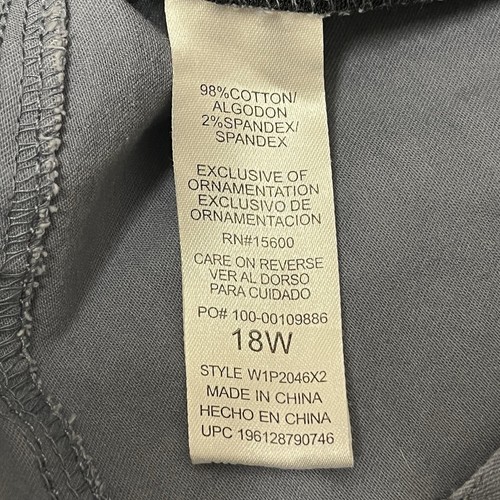 98%COTTON/
ALGODON
2%SPANDEX/
SPANDEX
EXCLUSIVE OF
ORNAMENTATION
EXCLUSIVO DE
ORNAMENTACION
RN#15600
CARE ON REVERSE
VER AL DORSO
PARA CUIDADO
PO# 100-00109886
18W
STYLE W1P2046X2
MADE IN CHINA
HECHO EN CHINA
UPC 196128790746